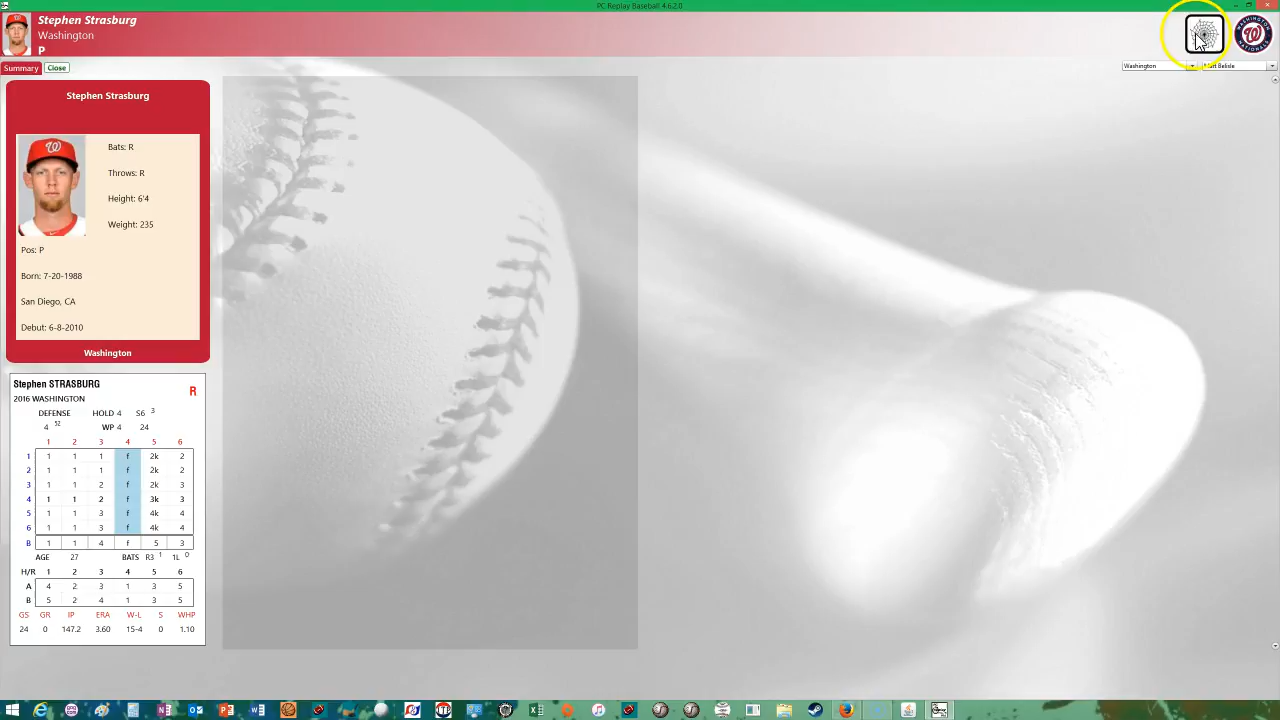 PC Replay Baseball 4.6.2.0
Stephen Strasburg
Washington
P
W
WASHINGTON NATIONALS
Summary Close
Washington
Matt Belisle
Stephen Strasburg
Bats: R
Throws: R
Height: 6'4
Weight: 235
Pos: P
Born: 7-20-1988
San Diego, CA
Debut: 6-8-2010
Washington
Stephen STRASBURG
R
2016 WASHINGTON
DEFENSE HOLD 4 S6 3
4 52 WP 4 24
1 2 3 4 5 6
1 1 1 1 f 2k 2
2 1 1 1 f 2k 2
3 1 1 2 f 2k 3
4 1 1 2 f 3k 3
5 1 1 3 f 4k 4
6 1 1 3 f 4k 4
B 1 1 4 f 5 3
AGE 27 BATS R3 1 1L 0
H/R 1 2 3 4 5 6
A 4 2 3 1 3 5
B 5 2 4 1 3 5
GS GR IP ERA W-L S WHP
24 0 147.2 3.60 15-4 0 1.10